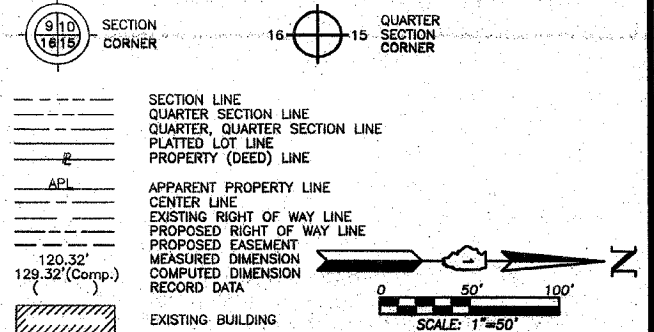 9 10 SECTION
16 15 CORNER
16 15 QUARTER
SECTION
CORNER
SECTION LINE
QUARTER SECTION LINE
QUARTER, QUARTER SECTION LINE
PLATTED LOT LINE
PROPERTY (DEED) LINE
APL APPARENT PROPERTY LINE
CENTER LINE
EXISTING RIGHT OF WAY LINE
PROPOSED RIGHT OF WAY LINE
PROPOSED EASEMENT
120.32' MEASURED DIMENSION
129.32'(Comp.) COMPUTED DIMENSION
( ) RECORD DATA
EXISTING BUILDING
N
0 50' 100'
SCALE: 1"=50'